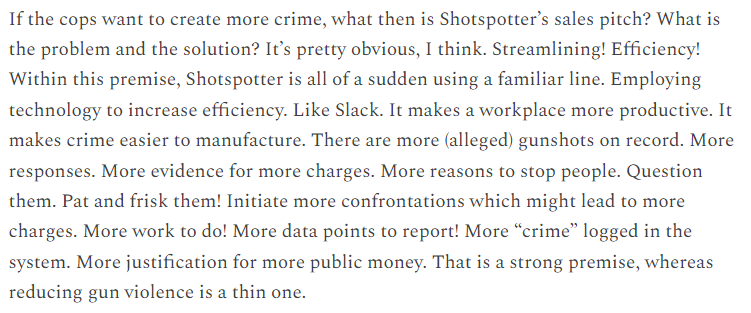 If the cops want to create more crime, what then is Shotspotter’s sales pitch? What is
the problem and the solution? It’s pretty obvious, I think. Streamlining! Efficiency!
Within this premise, Shotspotter is all of a sudden using a familiar line. Employing
technology to increase efficiency. Like Slack. It makes a workplace more productive. It
makes crime easier to manufacture. There are more (alleged) gunshots on record. More
responses. More evidence for more charges. More reasons to stop people. Question
them. Pat and frisk them! Initiate more confrontations which might lead to more
charges. More work to do! More data points to report! More “crime” logged in the
system. More justification for more public money. That is a strong premise, whereas
reducing gun violence is a thin one.